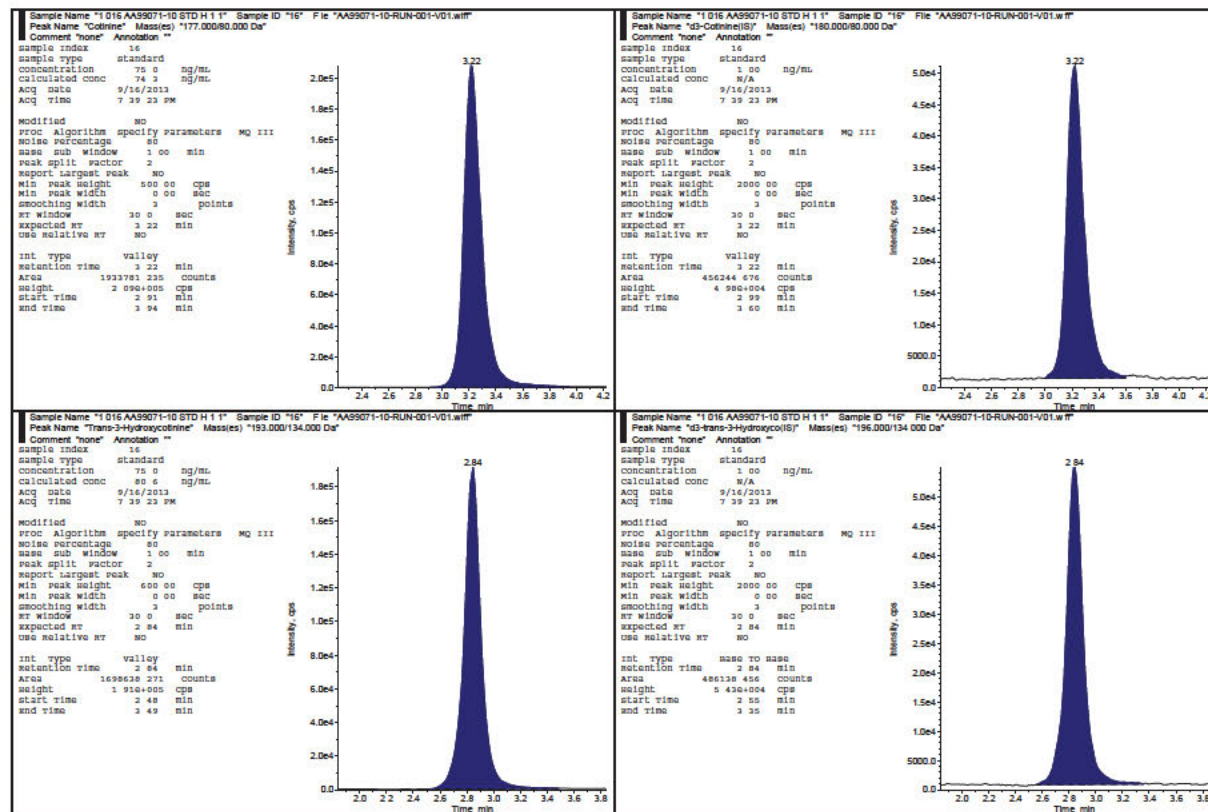 Sample Name "1 016 AA99071-10 STD H 1 1" Sample ID "16" F le "AA99071-10-RUN-001-V01.wiff"
Peak Name "Cotinine" Mass(es) "177.000/80.000 Da"
Comment "none" Annotation ""
Sample Index 16
Sample Type standard
Concentration 75 0 ng/mL
Calculated Conc 74 3 ng/mL
Acq Date 9/16/2013
Acq Time 7 39 23 PM
Modified NO
Proc Algorithm Specify Parameters MQ III
Noise Percentage 80
Base Sub Window 1 00 min
Peak Split Factor 2
Report Largest Peak NO
Min Peak Height 500 00 cps
Min Peak Width 0 00 sec
Smoothing Width 3 points
RT Window 30 0 sec
Expected RT 3 22 min
Use Relative RT NO
Int Type Valley
Retention Time 3 22 min
Area 1933781 235 counts
Height 2 09e+005 cps
Start Time 2 91 min
End Time 3 94 min
3.22
2.0e5
1.8e5
1.6e5
1.4e5
1.2e5
1.0e5
8.0e4
6.0e4
4.0e4
2.0e4
0.0
Intensity, cps
2.4 2.6 2.8 3.0 3 2 3.4 3.6 3.8 4.0 4.2
Time min
Sample Name "1 016 AA99071-10 STD H 1 1" Sample ID "16" F le "AA99071-10-RUN-001-V01.w ff"
Peak Name "d3-Cotinine(IS)" Mass(es) "180.000/80.000 Da"
Comment "none" Annotation ""
Sample Index 16
Sample Type standard
Concentration 1 00 ng/mL
Calculated Conc N/A
Acq Date 9/16/2013
Acq Time 7 39 23 PM
Modified NO
Proc Algorithm Specify Parameters MQ III
Noise Percentage 80
Base Sub Window 1 00 min
Peak Split Factor 2
Report Largest Peak NO
Min Peak Height 2000 00 cps
Min Peak Width 0 00 sec
Smoothing Width 3 points
RT Window 30 0 sec
Expected RT 3 22 min
Use Relative RT NO
Int Type Valley
Retention Time 3 22 min
Area 456244 676 counts
Height 4 98e+004 cps
Start Time 2 99 min
End Time 3 60 min
3.22
5.0e4
4.5e4
4.0e4
3.5e4
3.0e4
2.5e4
2.0e4
1.5e4
1.0e4
5000.0
0.0
Intensity, cps
2.4 2.6 2.8 3.0 3.2 3.4 3.6 3.8 4.0 4.2
Time min
Sample Name "1 016 AA99071-10 STD H 1 1" Sample ID "16" F le "AA99071-10-RUN-001-V01.wiff"
Peak Name "Trans-3-Hydroxycotinine" Mass(es) "193.000/134.000 Da"
Comment "none" Annotation ""
Sample Index 16
Sample Type standard
Concentration 75 0 ng/mL
Calculated Conc 80 6 ng/mL
Acq Date 9/16/2013
Acq Time 7 39 23 PM
Modified NO
Proc Algorithm Specify Parameters MQ III
Noise Percentage 80
Base Sub Window 1 00 min
Peak Split Factor 2
Report Largest Peak NO
Min Peak Height 600 00 cps
Min Peak Width 0 00 sec
Smoothing Width 3 points
RT Window 30 0 sec
Expected RT 2 84 min
Use Relative RT NO
Int Type Valley
Retention Time 2 84 min
Area 1698638 271 counts
Height 1 91e+005 cps
Start Time 2 48 min
End Time 3 49 min
2.84
1.8e5
1.6e5
1.4e5
1.2e5
1.0e5
8.0e4
6.0e4
4.0e4
2.0e4
0.0
Intensity, cps
2.0 2 2 2.4 2.6 2.8 3.0 3.2 3.4 3.6 3.8
Time min
Sample Name "1 016 AA99071-10 STD H 1 1" Sample ID "16" F le "AA99071-10-RUN-001-V01.wiff"
Peak Name "d3-trans-3-Hydroxyco(IS)" Mass(es) "196.000/134 000 Da"
Comment "none" Annotation ""
Sample Index 16
Sample Type standard
Concentration 1 00 ng/mL
Calculated Conc N/A
Acq Date 9/16/2013
Acq Time 7 39 23 PM
Modified NO
Proc Algorithm Specify Parameters MQ III
Noise Percentage 80
Base Sub Window 1 00 min
Peak Split Factor 2
Report Largest Peak NO
Min Peak Height 2000 00 cps
Min Peak Width 0 00 sec
Smoothing Width 3 points
RT Window 30 0 sec
Expected RT 2 84 min
Use Relative RT NO
Int Type Base To Base
Retention Time 2 84 min
Area 486138 456 counts
Height 5 43e+004 cps
Start Time 2 55 min
End Time 3 35 min
2 84
5.0e4
4.5e4
4.0e4
3.5e4
3.0e4
2.5e4
2.0e4
1.5e4
1.0e4
5000.0
0.0
Intensity, cps
2.0 2.2 2.4 2.6 2.8 3.0 3.2 3.4 3.6 3.8
Time min